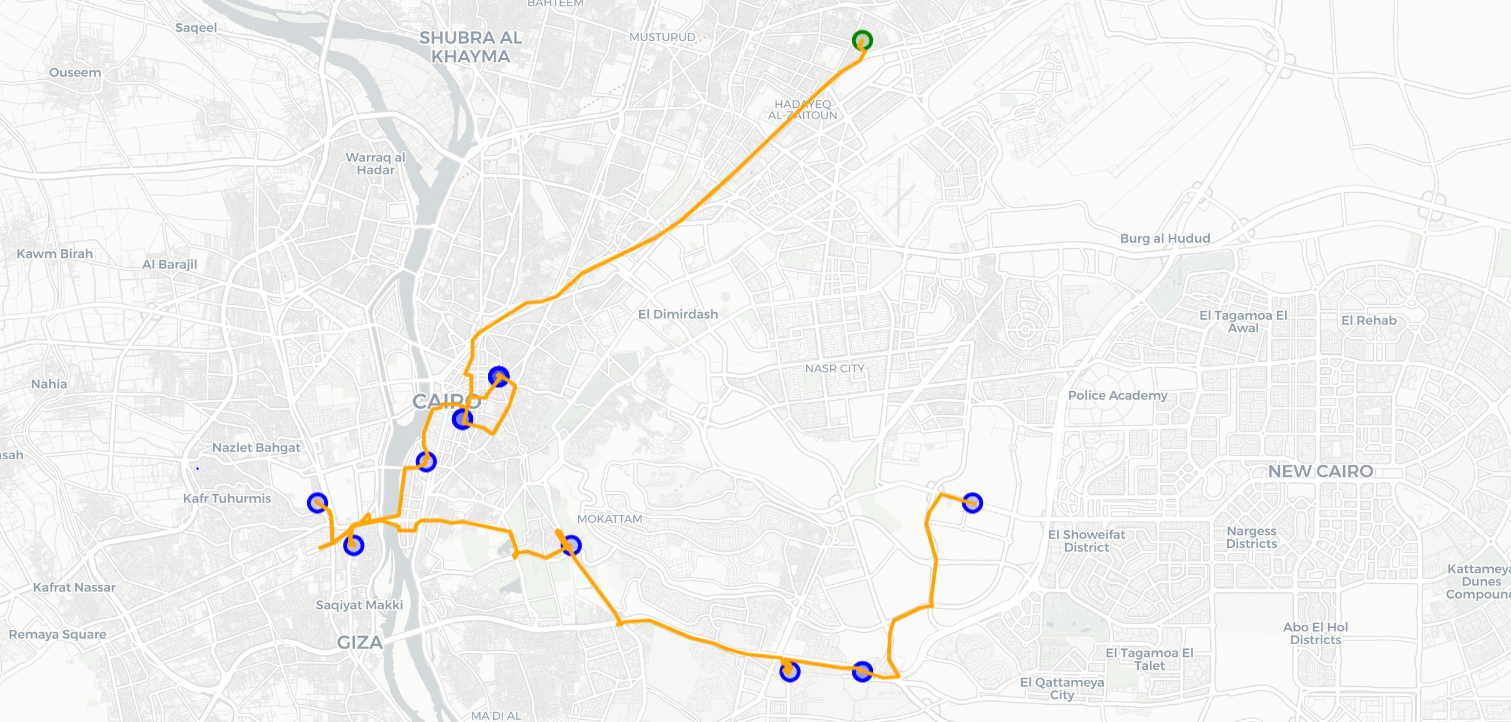 BAHTEEM
Saqeel
SHUBRA AL
KHAYMA
MUSTURUD
Ouseem
HADAYEQ
AL-ZAITOUN
Warraq al
Hadar
Burg al Hudud
Kawm Birah
Al Barajil
El Dimirdash
El Tagamoa El
Awal
El Rehab
NASR CITY
Nahia
Police Academy
CAIRO
Nazlet Bahgat
sah
NEW CAIRO
Kafr Tuhurmis
MOKATTAM
El Showeifat
District
Nargess
Districts
Kattameya
Dunes
Compound
Kafrat Nassar
Saqiyat Makki
Remaya Square
GIZA
Abo El Hol
Districts
El Tagamoa El
Talet
El Qattameya
City
MA'DI AL